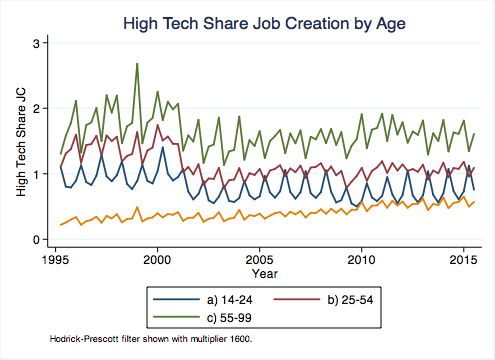 High Tech Share Job Creation by Age
High Tech Share JC
3
2
1
0
1995
2000
2005
2010
2015
Year
a) 14-24
b) 25-54
c) 55-99
Hodrick-Prescott filter shown with multiplier 1600.